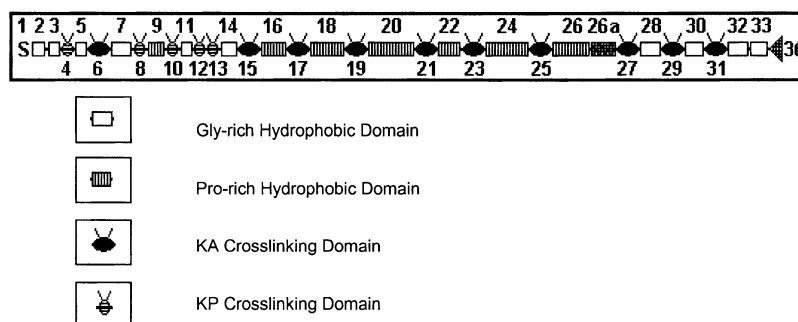 1 2 3 5 7 9 11 14 16 18 20 22 24 26 26a 28 30 32 33
S 36
4 6 8 10 12 13 15 17 19 21 23 25 27 29 31
Gly-rich Hydrophobic Domain
Pro-rich Hydrophobic Domain
KA Crosslinking Domain
KP Crosslinking Domain